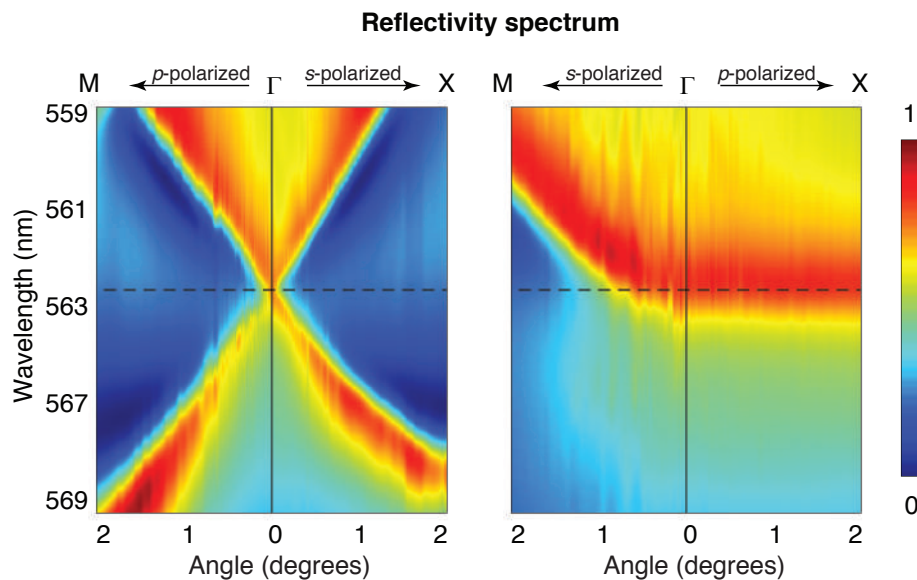 Reflectivity spectrum
M p-polarized Γ s-polarized X
M s-polarized Γ p-polarized X
Wavelength (nm)
559
561
563
567
569
2 1 0 1 2
Angle (degrees)
2 1 0 1 2
Angle (degrees)
1
0